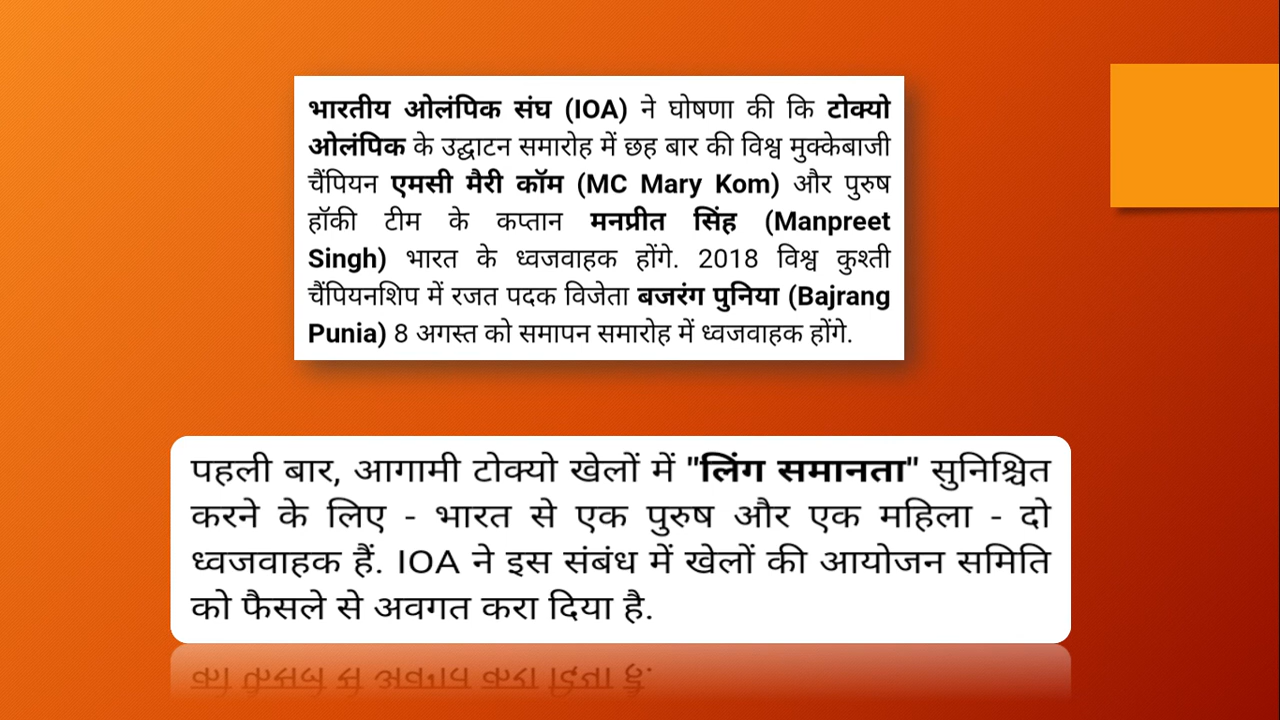 भारतीय ओलंपिक संघ (IOA) ने घोषणा की कि टोक्यो
ओलंपिक के उद्घाटन समारोह में छह बार की विश्व मुक्केबाजी
चैंपियन एमसी मैरी कॉम (MC Mary Kom) और पुरुष
हॉकी टीम के कप्तान मनप्रीत सिंह (Manpreet
Singh) भारत के ध्वजवाहक होंगे. 2018 विश्व कुश्ती
चैंपियनशिप में रजत पदक विजेता बजरंग पुनिया (Bajrang
Punia) 8 अगस्त को समापन समारोह में ध्वजवाहक होंगे.
पहली बार, आगामी टोक्यो खेलों में "लिंग समानता" सुनिश्चित
करने के लिए - भारत से एक पुरुष और एक महिला - दो
ध्वजवाहक हैं. IOA ने इस संबंध में खेलों की आयोजन समिति
को फैसले से अवगत करा दिया है.